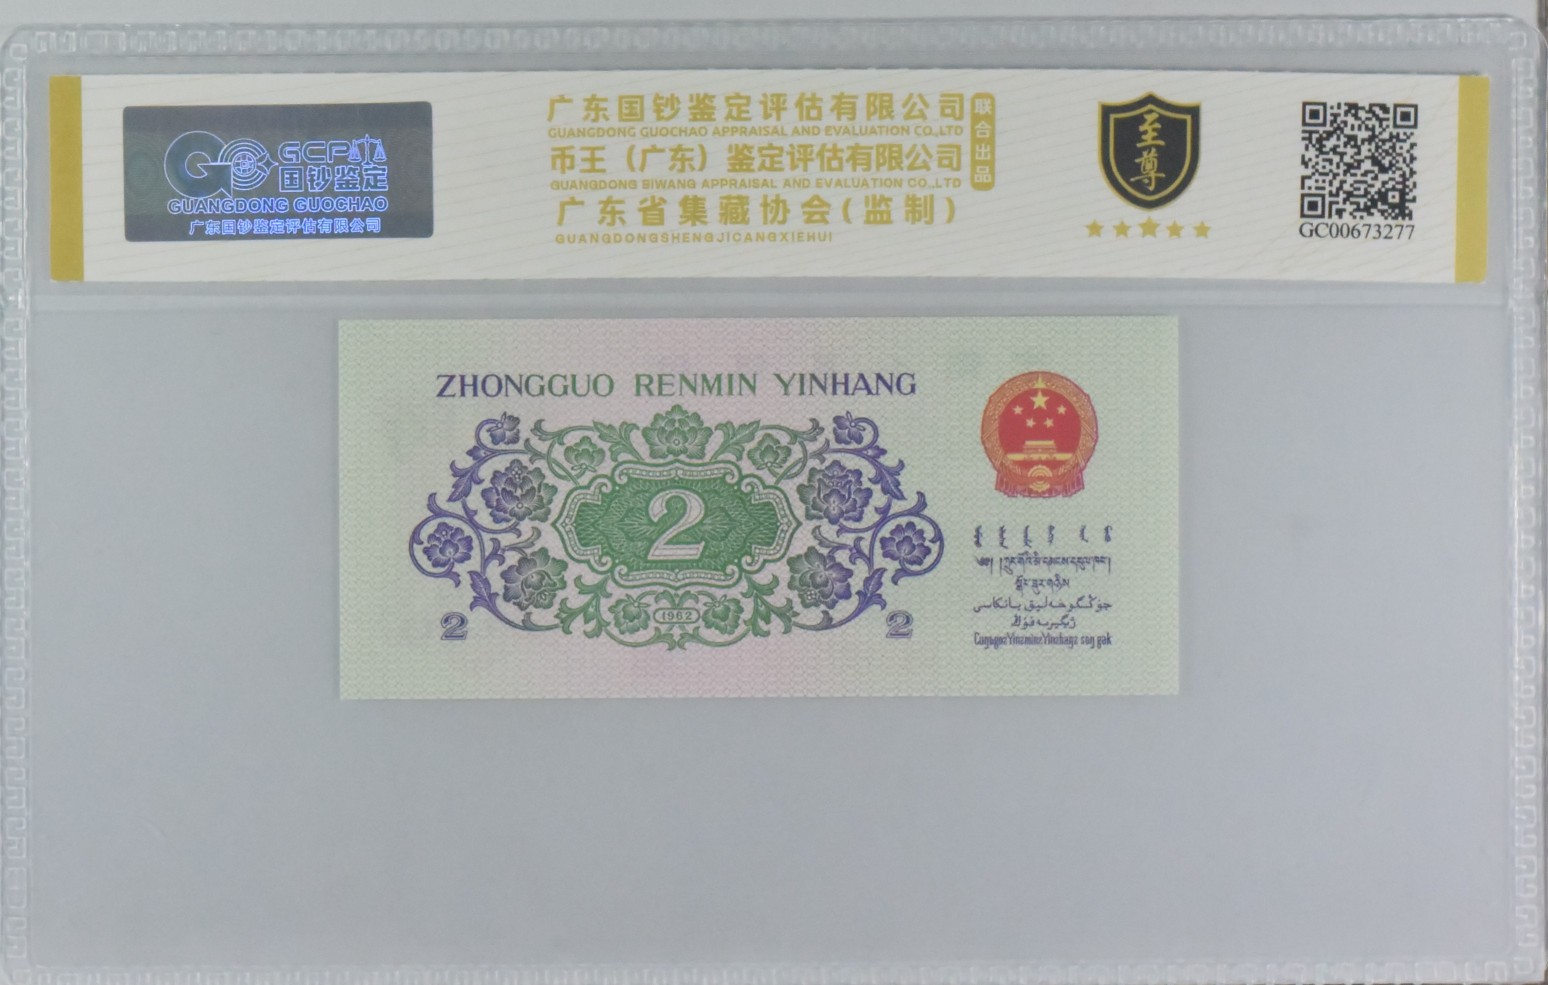 GCP
国钞鉴定
GUANGDONG GUOCHAO
广东国钞鉴定评估有限公司
广东国钞鉴定评估有限公司
GUANGDONG GUOCHAO APPRAISAL AND EVALUATION CO.,LTD
币王（广东）鉴定评估有限公司
GUANGDONG BIWANG APPRAISAL AND EVALUATION CO.,LTD
广东省集藏协会(监制)
GUANGDONGSHENGJICANGXIEHUI
联合出品
至尊
GC00673277
ZHONGGUO RENMIN YINHANG
2
1962
2
2